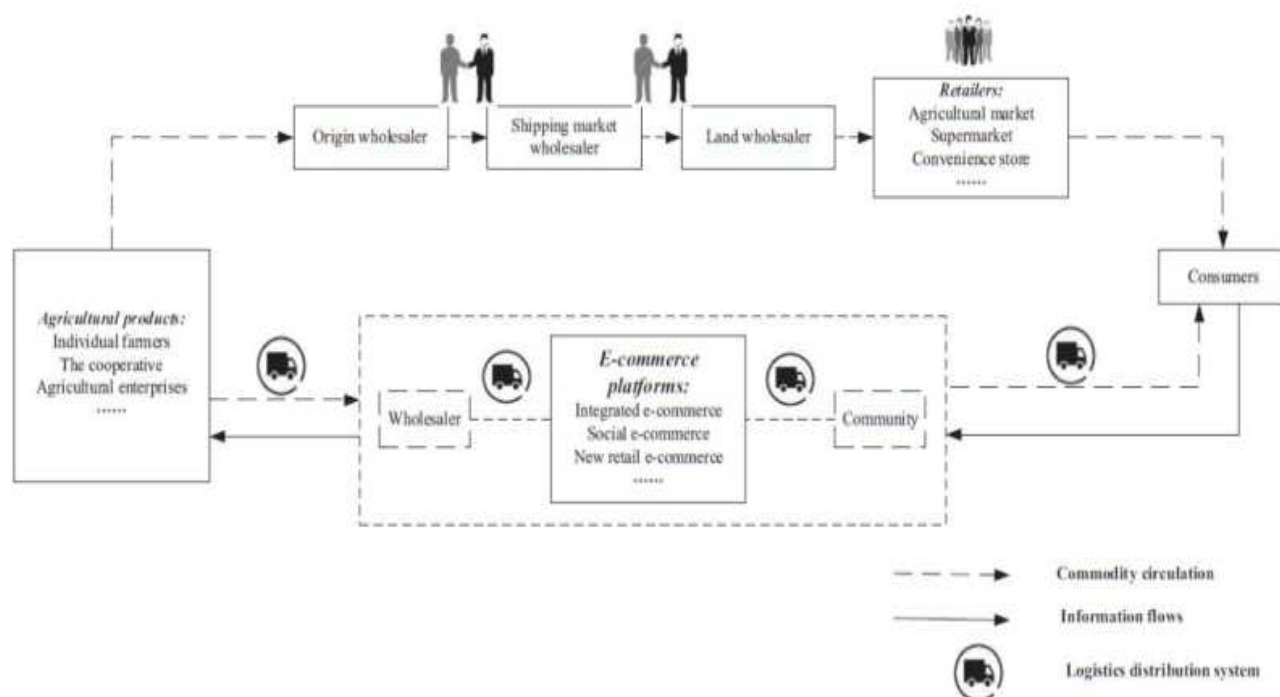 Origin wholesaler
Shipping market
wholesaler
Land wholesaler
Retailers:
Agricultural market
Supermarket
Convenience store
......
Consumers
Agricultural products:
Individual farmers
The cooperative
Agricultural enterprises
......
Wholesaler
E-commerce
platforms:
Integrated e-commerce
Social e-commerce
New retail e-commerce
......
Community
Commodity circulation
Information flows
Logistics distribution system